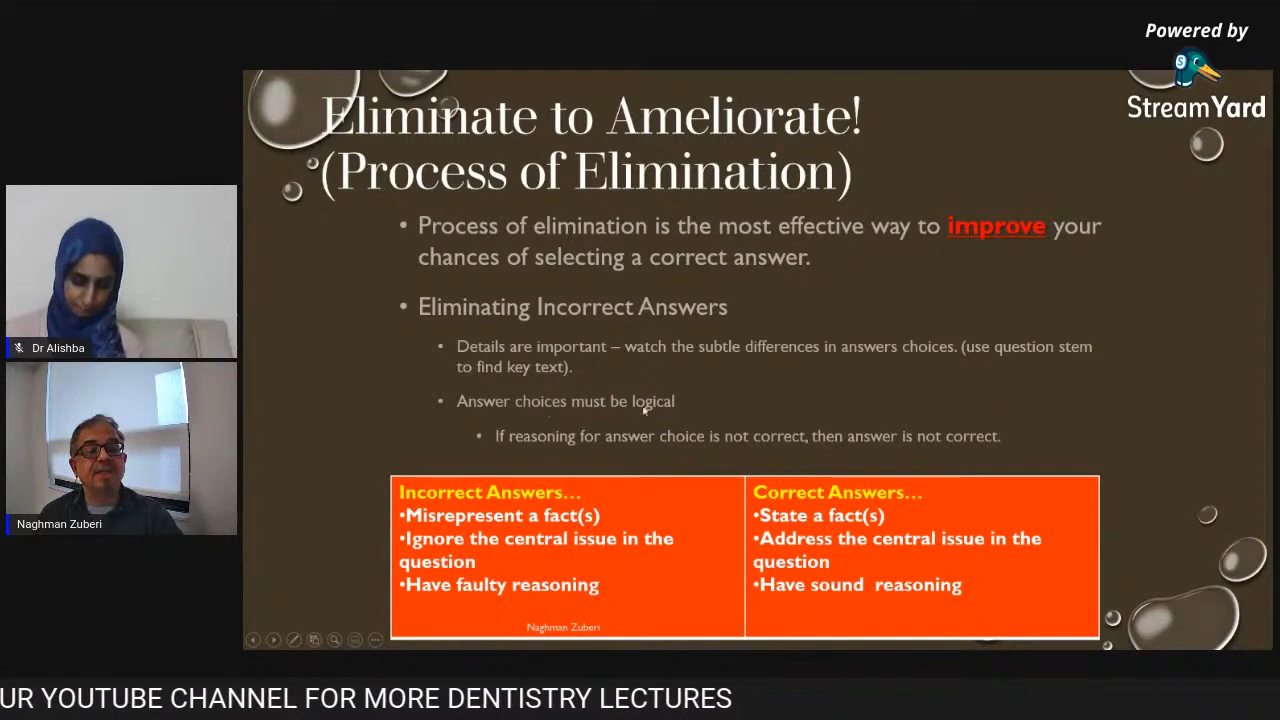 Powered by
StreamYard
Eliminate to Ameliorate!
(Process of Elimination)
• Process of elimination is the most effective way to improve your
chances of selecting a correct answer.
• Eliminating Incorrect Answers
• Details are important – watch the subtle differences in answers choices. (use question stem
to find key text).
• Answer choices must be logical
• If reasoning for answer choice is not correct, then answer is not correct.
Incorrect Answers…
•Misrepresent a fact(s)
•Ignore the central issue in the
question
•Have faulty reasoning
Correct Answers…
•State a fact(s)
•Address the central issue in the
question
•Have sound  reasoning
Naghman Zuberi
Dr Alishba
Naghman Zuberi
UR YOUTUBE CHANNEL FOR MORE DENTISTRY LECTURES